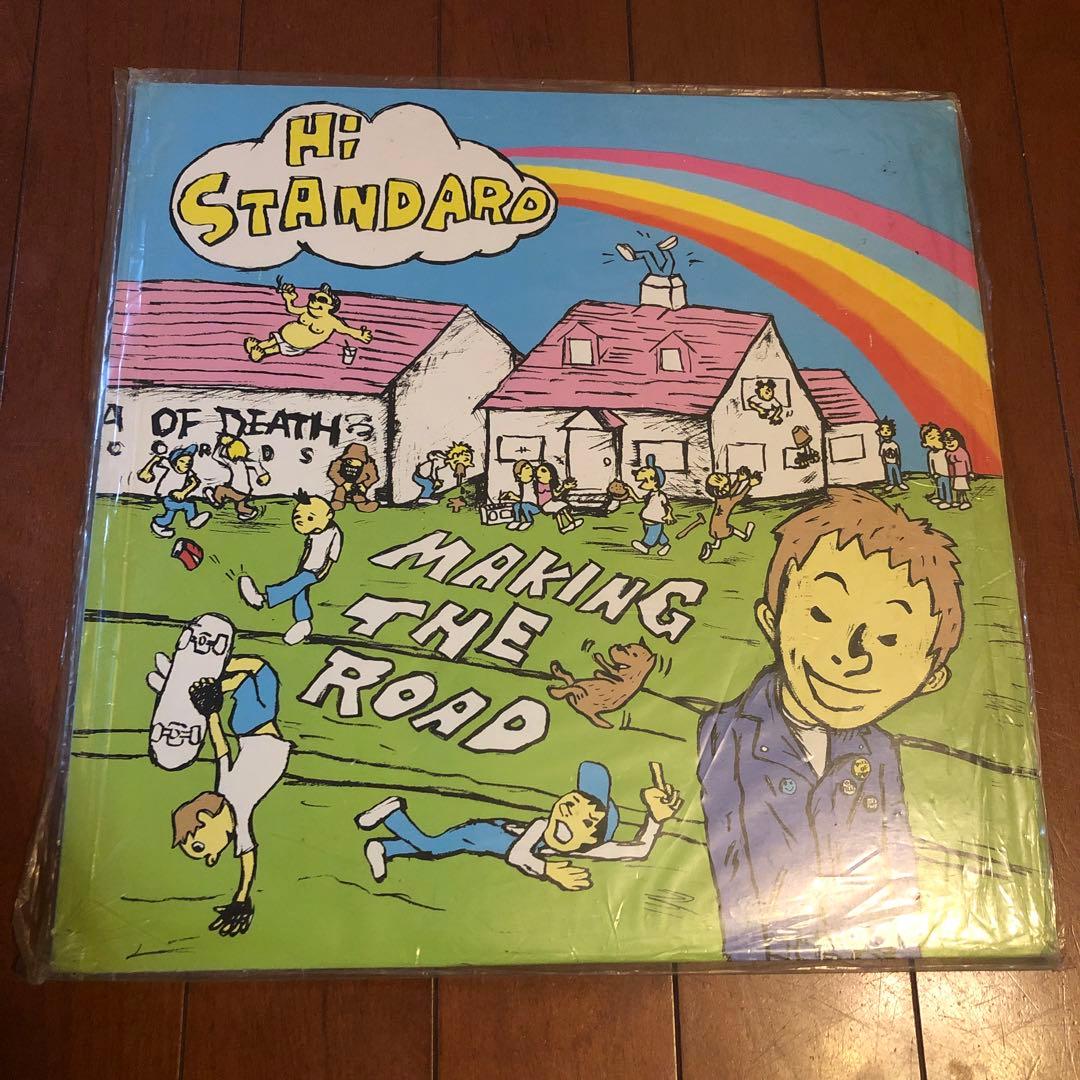 Hi
STANDARD
A OF DEATH
C O R D S
MAKING
THE
ROAD